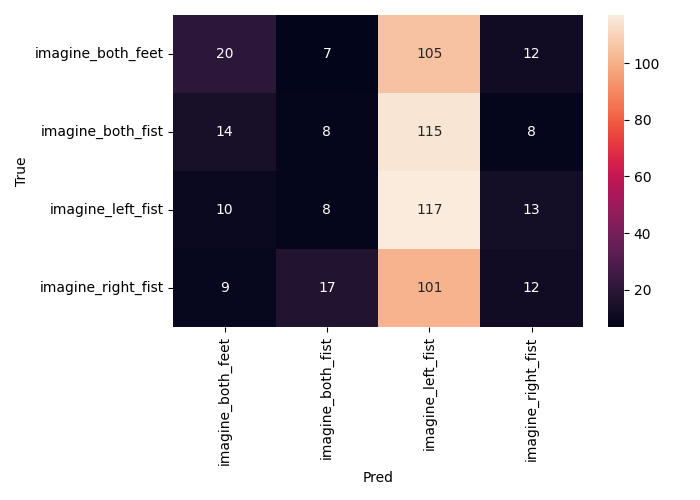 imagine_both_feet 20 7 105 12
imagine_both_fist 14 8 115 8
imagine_left_fist 10 8 117 13
imagine_right_fist 9 17 101 12
True
imagine_both_feet
imagine_both_fist
imagine_left_fist
imagine_right_fist
Pred
100
80
60
40
20